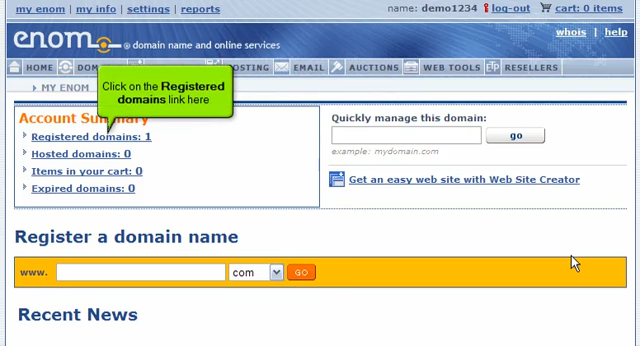 my enom | my info | settings | reports
name: demo1234 log-out cart: 0 items
enom ® domain name and online services
whois | help
HOME DOM HOSTING EMAIL AUCTIONS WEB TOOLS RESELLERS
MY ENOM
Click on the Registered
domains link here
Account Summary
Registered domains: 1
Hosted domains: 0
Items in your cart: 0
Expired domains: 0
Quickly manage this domain:
go
example: mydomain.com
Get an easy web site with Web Site Creator
Register a domain name
www. com GO
Recent News